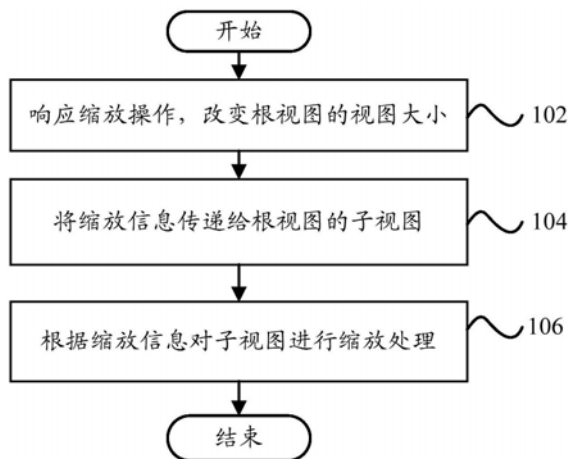 开始
响应缩放操作，改变根视图的视图大小
102
将缩放信息传递给根视图的子视图
104
根据缩放信息对子视图进行缩放处理
106
结束